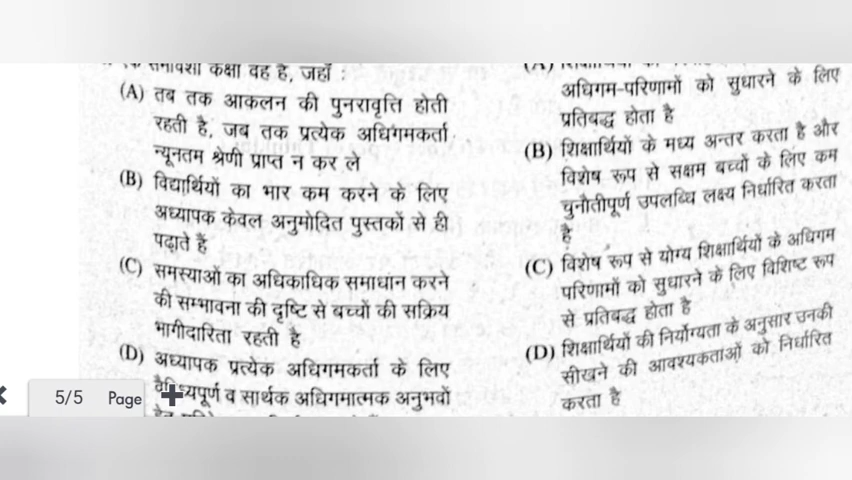 समावेशी कक्षा वह है, जहाँ :
(A) तब तक आकलन की पुनरावृत्ति होती
रहती है, जब तक प्रत्येक अधिगमकर्ता
न्यूनतम श्रेणी प्राप्त न कर ले
(B) विद्यार्थियों का भार कम करने के लिए
अध्यापक केवल अनुमोदित पुस्तकों से ही
पढ़ाते है
(C) समस्याओं का अधिकाधिक समाधान करने
की सम्भावना की दृष्टि से बच्चों की सक्रिय
भागीदारिता रहती है
(D) अध्यापक प्रत्येक अधिगमकर्ता के लिए
व सार्थक अधिगमात्मक अनुभवों
(A)
अधिगम-परिणामों को सुधारने के लिए
प्रतिबद्ध होता है
(B) शिक्षार्थियों के मध्य अन्तर करता है और
विशेष रूप से सक्षम बच्चों के लिए कम
चुनौतीपूर्ण उपलब्धि लक्ष्य निर्धारित करता
है
(C) विशेष रूप से योग्य शिक्षार्थियों के अधिगम
परिणामों को सुधारने के लिए विशिष्ट रूप
से प्रतिबद्ध होता है
(D) शिक्षार्थियों की निर्योग्यता के अनुसार उनकी
सीखने की आवश्यकताओं को निर्धारित
करता है
5/5 Page